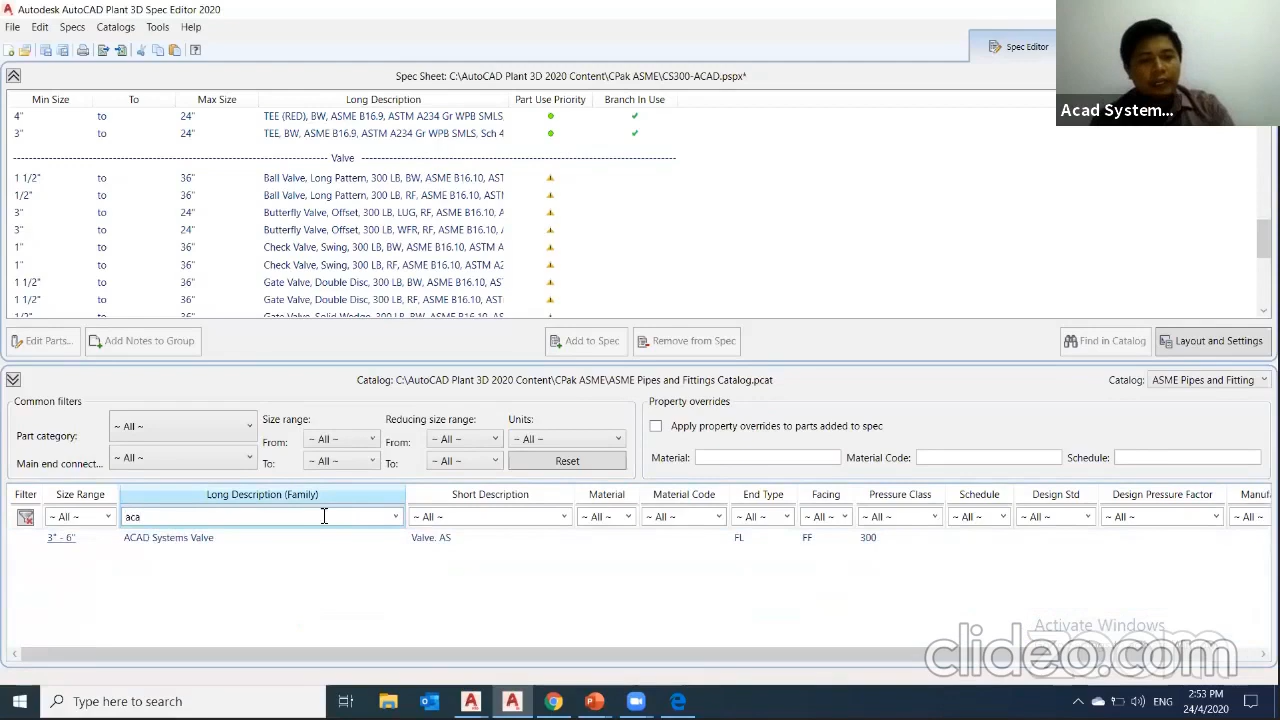 Autodesk AutoCAD Plant 3D Spec Editor 2020
File Edit Specs Catalogs Tools Help
Spec Editor
Acad System...
Spec Sheet: C:\AutoCAD Plant 3D 2020 Content\CPak ASME\CS300-ACAD.pspx*
Min Size To Max Size Long Description Part Use Priority Branch In Use
4" to 24" TEE (RED), BW, ASME B16.9, ASTM A234 Gr WPB SMLS,
3" to 24" TEE, BW, ASME B16.9, ASTM A234 Gr WPB SMLS, Sch 4
Valve
1 1/2" to 36" Ball Valve, Long Pattern, 300 LB, BW, ASME B16.10, AST
1/2" to 36" Ball Valve, Long Pattern, 300 LB, RF, ASME B16.10, ASTM
3" to 24" Butterfly Valve, Offset, 300 LB, LUG, RF, ASME B16.10, A
3" to 24" Butterfly Valve, Offset, 300 LB, WFR, RF, ASME B16.10, A
1" to 36" Check Valve, Swing, 300 LB, BW, ASME B16.10, ASTM A
1" to 36" Check Valve, Swing, 300 LB, RF, ASME B16.10, ASTM A2
1 1/2" to 36" Gate Valve, Double Disc, 300 LB, BW, ASME B16.10, AS
1 1/2" to 36" Gate Valve, Double Disc, 300 LB, RF, ASME B16.10, AST
Edit Parts... Add Notes to Group Add to Spec Remove from Spec Find in Catalog Layout and Settings
Catalog: C:\AutoCAD Plant 3D 2020 Content\CPak ASME\ASME Pipes and Fittings Catalog.pcat Catalog: ASME Pipes and Fitting
Common filters Property overrides
Part category: ~ All ~ Size range: Reducing size range: Units: Apply property overrides to parts added to spec
From: ~ All ~ From: ~ All ~ ~ All ~
Main end connect... ~ All ~ To: ~ All ~ To: ~ All ~ Reset Material: Material Code: Schedule:
Filter Size Range Long Description (Family) Short Description Material Material Code End Type Facing Pressure Class Schedule Design Std Design Pressure Factor Manufa
~ All ~ aca ~ All ~ ~ All ~ ~ All ~ ~ All ~ ~ All ~ ~ All ~ ~ All ~ ~ All ~ ~ All ~ ~ All ~
3" - 6" ACAD Systems Valve Valve. AS FL FF 300
Activate Windows
clideo.com
Type here to search ENG 2:53 PM
24/4/2020